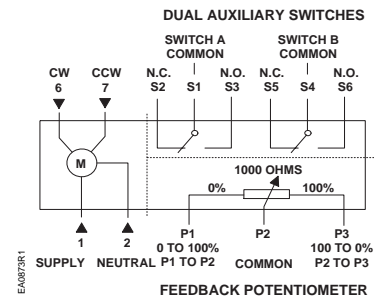 DUAL AUXILIARY SWITCHES
SWITCH A COMMON
SWITCH B COMMON
CW 6
CCW 7
N.C. S2
S1
N.O. S3
N.C. S5
S4
N.O. S6
M
1000 OHMS
0%
100%
1
SUPPLY
2
NEUTRAL
P1
0 TO 100%
P1 TO P2
P2
COMMON
P3
100 TO 0%
P2 TO P3
FEEDBACK POTENTIOMETER
EA0873R1